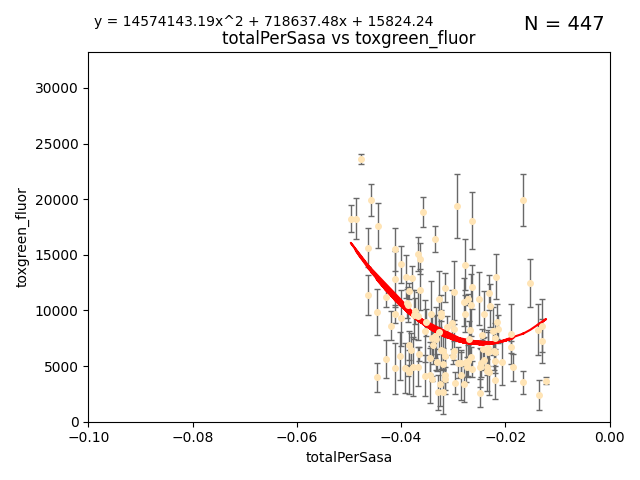 y = 14574143.19x^2 + 718637.48x + 15824.24
N = 447
totalPerSasa vs toxgreen_fluor
30000
25000
20000
15000
10000
5000
0
toxgreen_fluor
−0.10
−0.08
−0.06
−0.04
−0.02
0.00
totalPerSasa